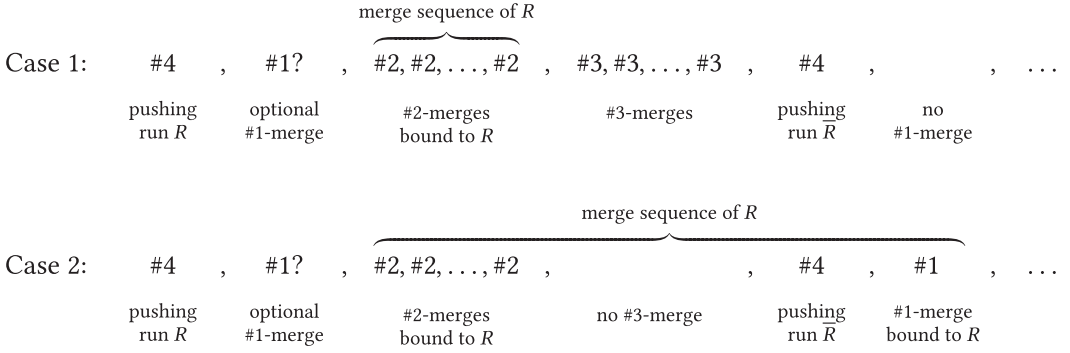 merge sequence of R
Case 1: #4 , #1? , #2, #2, . . . , #2 , #3, #3, . . . , #3 , #4 , , . . .
pushing optional #2-merges #3-merges pushing no
run R #1-merge bound to R run R̅ #1-merge
merge sequence of R
Case 2: #4 , #1? , #2, #2, . . . , #2 , , #4 , #1 , . . .
pushing optional #2-merges no #3-merge pushing #1-merge
run R #1-merge bound to R run R̅ bound to R